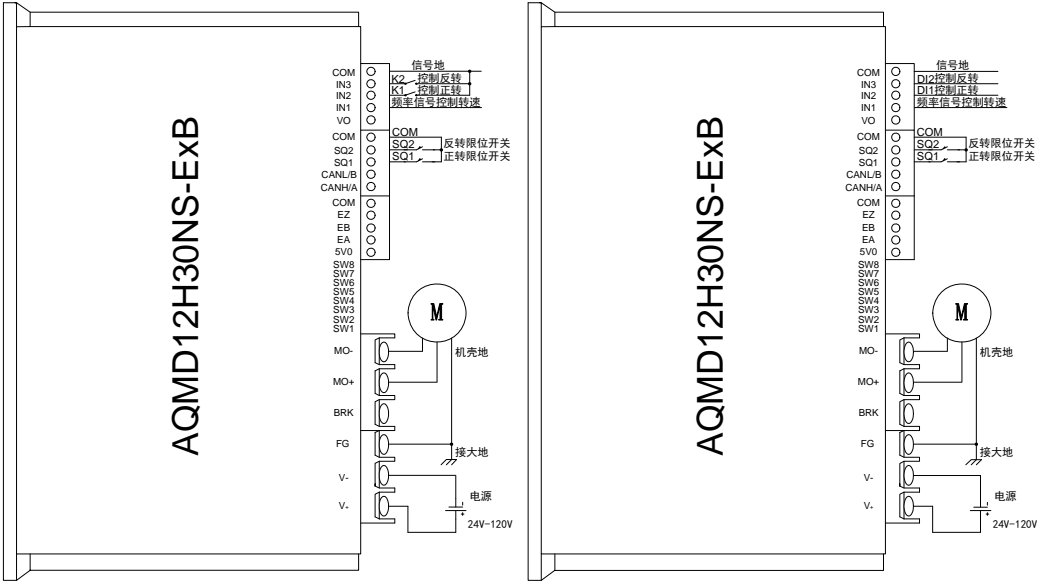 AQMD12H30NS-ExB
COM
信号地
IN3
K2
控制反转
IN2
K1
控制正转
IN1
频率信号控制转速
VO
COM
COM
SQ2
SQ2
反转限位开关
SQ1
SQ1
正转限位开关
CANL/B
CANH/A
COM
EZ
EB
EA
5V0
SW8
SW7
SW6
SW5
SW4
SW3
SW2
SW1
M
MO-
机壳地
MO+
BRK
FG
接大地
V-
电源
V+
24V-120V
AQMD12H30NS-ExB
COM
信号地
IN3
DI2控制反转
IN2
DI1控制正转
IN1
频率信号控制转速
VO
COM
COM
SQ2
SQ2
反转限位开关
SQ1
SQ1
正转限位开关
CANL/B
CANH/A
COM
EZ
EB
EA
5V0
SW8
SW7
SW6
SW5
SW4
SW3
SW2
SW1
M
MO-
机壳地
MO+
BRK
FG
接大地
V-
电源
V+
24V-120V